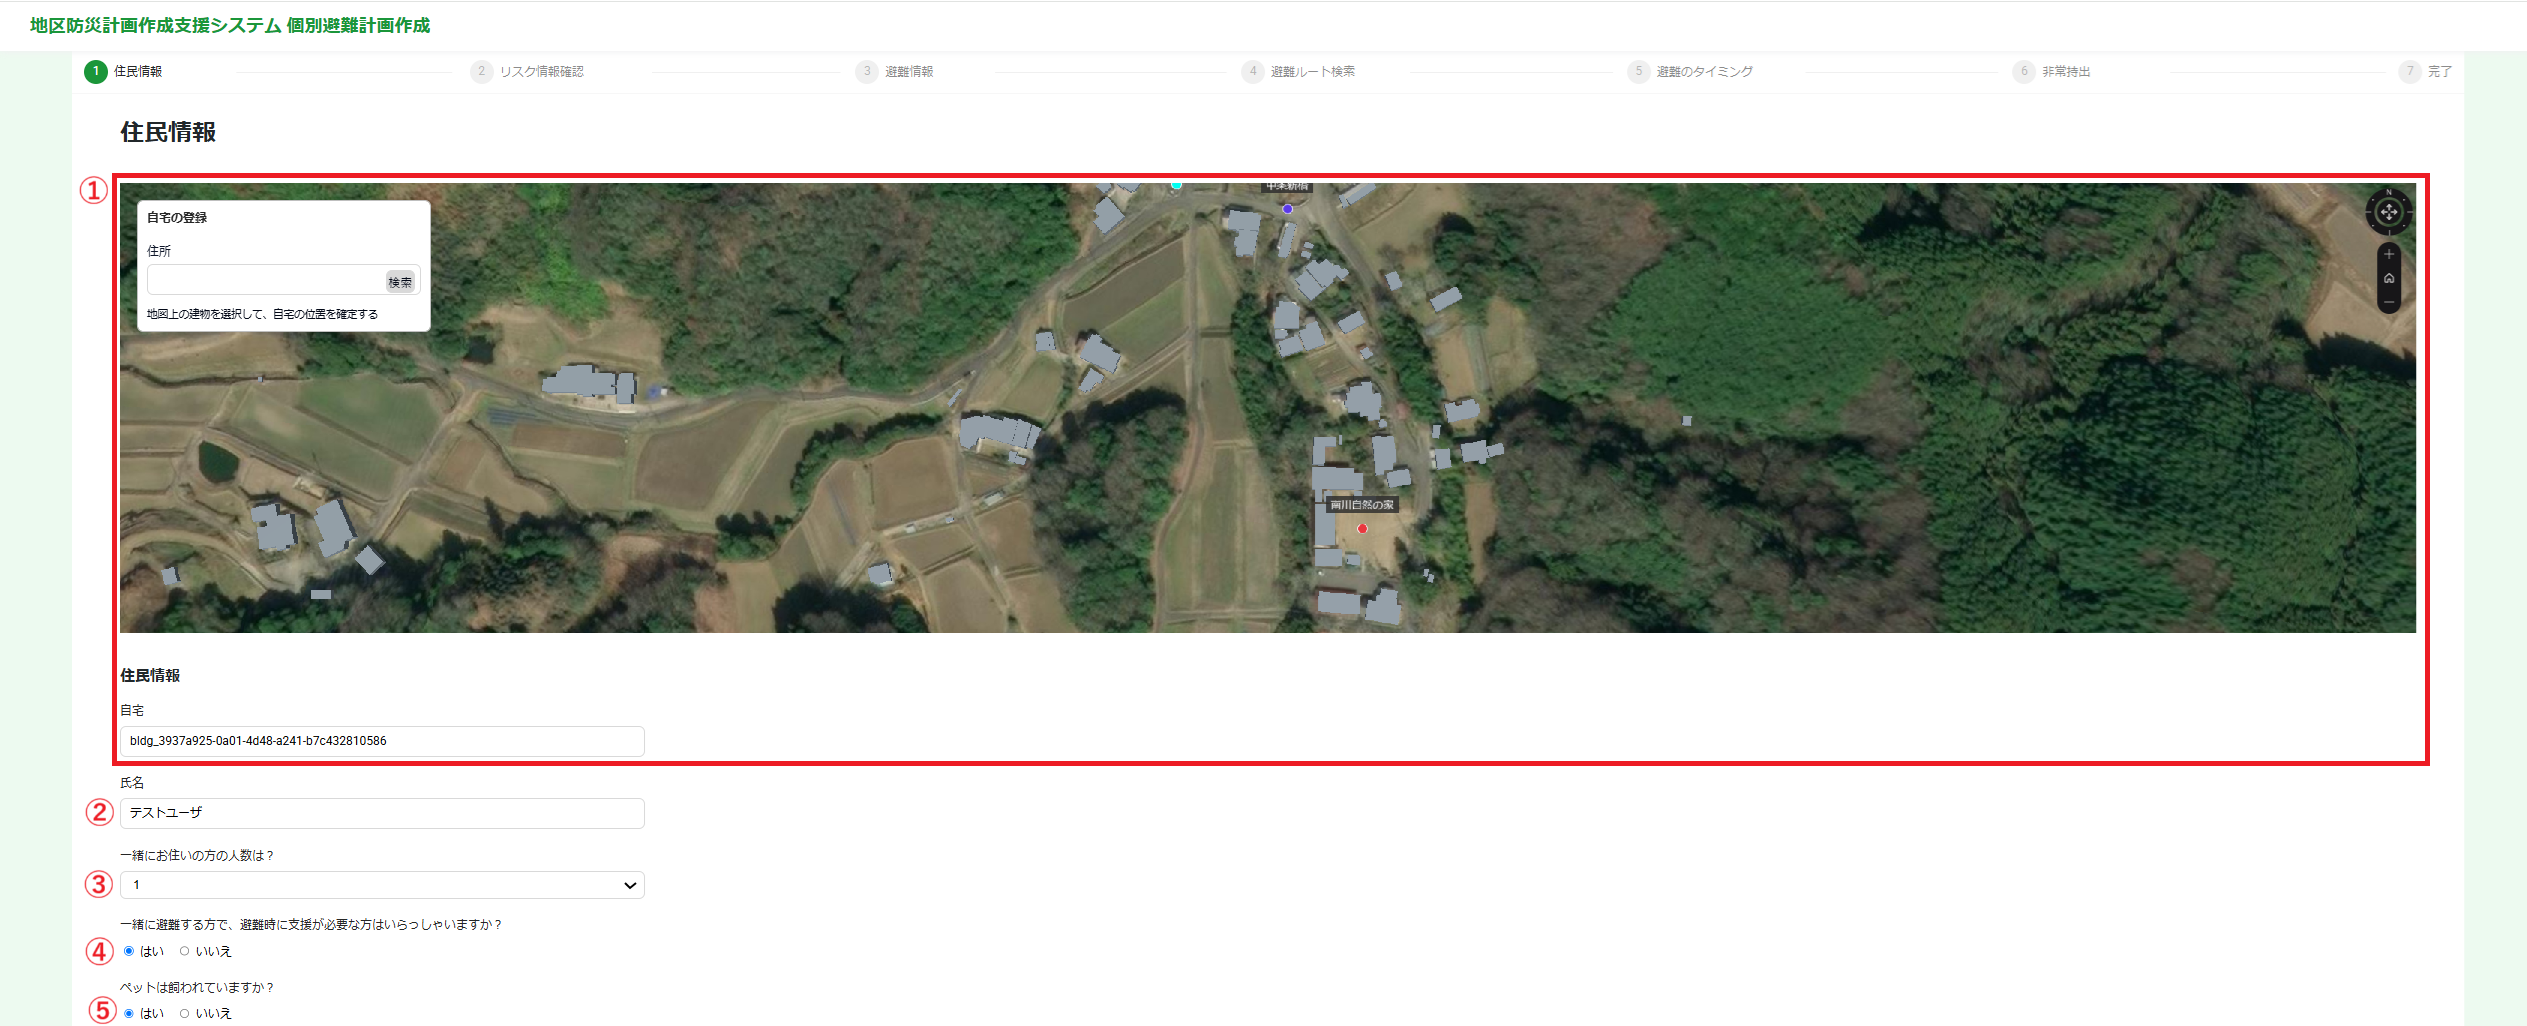 地区防災計画作成支援システム 個別避難計画作成
1 住民情報
2 リスク情報確認
3 避難情報
4 避難ルート検索
5 避難のタイミング
6 非常持出
7 完了
住民情報
①
自宅の登録
住所
検索
地図上の建物を選択して、自宅の位置を確定する
N
南川自然の家
住民情報
自宅
bldg_3937a925-0a01-4d48-a241-b7c432810586
氏名
② テストユーザ
一緒にお住いの方の人数は？
③ 1
一緒に避難する方で、避難時に支援が必要な方はいらっしゃいますか？
④ はい いいえ
ペットは飼われていますか？
⑤ はい いいえ